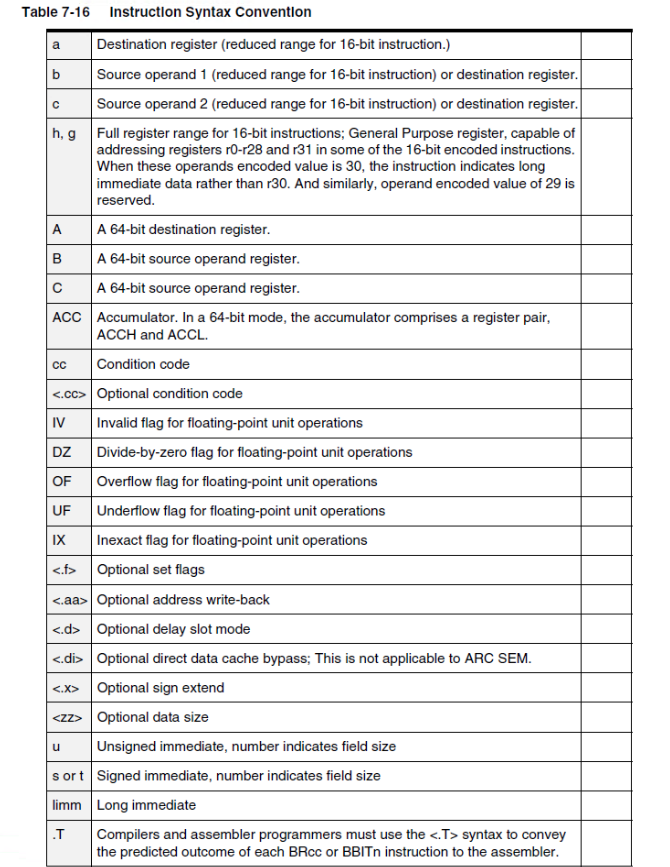 Table 7-16 Instruction Syntax Convention
a Destination register (reduced range for 16-bit instruction.)
b Source operand 1 (reduced range for 16-bit instruction) or destination register.
c Source operand 2 (reduced range for 16-bit instruction) or destination register.
h, g Full register range for 16-bit instructions; General Purpose register, capable of
addressing registers r0-r28 and r31 in some of the 16-bit encoded instructions.
When these operands encoded value is 30, the instruction indicates long
immediate data rather than r30. And similarly, operand encoded value of 29 is
reserved.
A A 64-bit destination register.
B A 64-bit source operand register.
C A 64-bit source operand register.
ACC Accumulator. In a 64-bit mode, the accumulator comprises a register pair,
ACCH and ACCL.
cc Condition code
<.cc> Optional condition code
IV Invalid flag for floating-point unit operations
DZ Divide-by-zero flag for floating-point unit operations
OF Overflow flag for floating-point unit operations
UF Underflow flag for floating-point unit operations
IX Inexact flag for floating-point unit operations
<.f> Optional set flags
<.aa> Optional address write-back
<.d> Optional delay slot mode
<.di> Optional direct data cache bypass; This is not applicable to ARC SEM.
<.x> Optional sign extend
<zz> Optional data size
u Unsigned immediate, number indicates field size
s or t Signed immediate, number indicates field size
limm Long immediate
.T Compilers and assembler programmers must use the <.T> syntax to convey
the predicted outcome of each BRcc or BBITn instruction to the assembler.